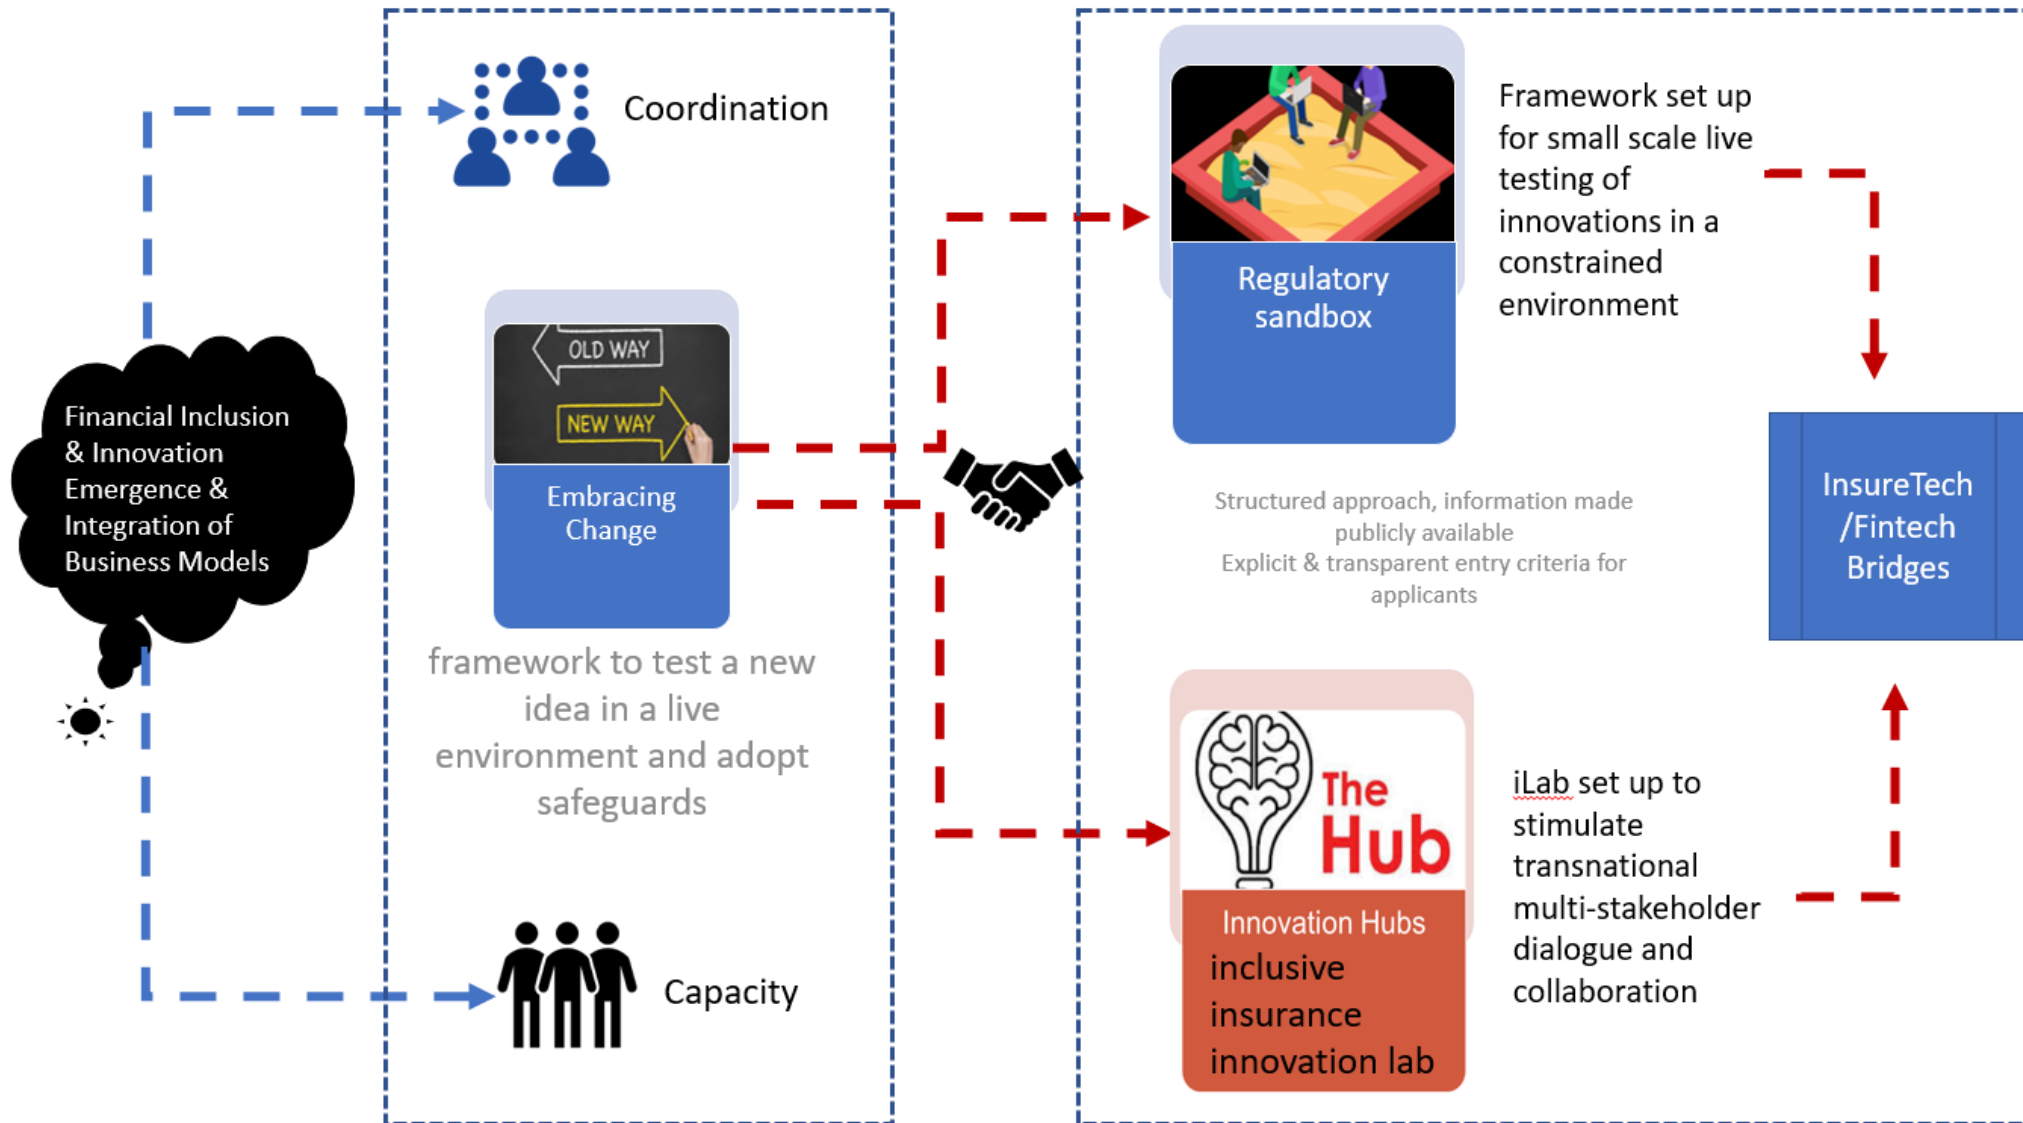 Financial Inclusion
& Innovation
Emergence &
Integration of
Business Models
Coordination
OLD WAY
NEW WAY
Embracing
Change
framework to test a new
idea in a live
environment and adopt
safeguards
Capacity
Regulatory
sandbox
Framework set up
for small scale live
testing of
innovations in a
constrained
environment
Structured approach, information made
publicly available
Explicit & transparent entry criteria for
applicants
The
Hub
Innovation Hubs
inclusive
insurance
innovation lab
iLab set up to
stimulate
transnational
multi-stakeholder
dialogue and
collaboration
InsureTech
/Fintech
Bridges